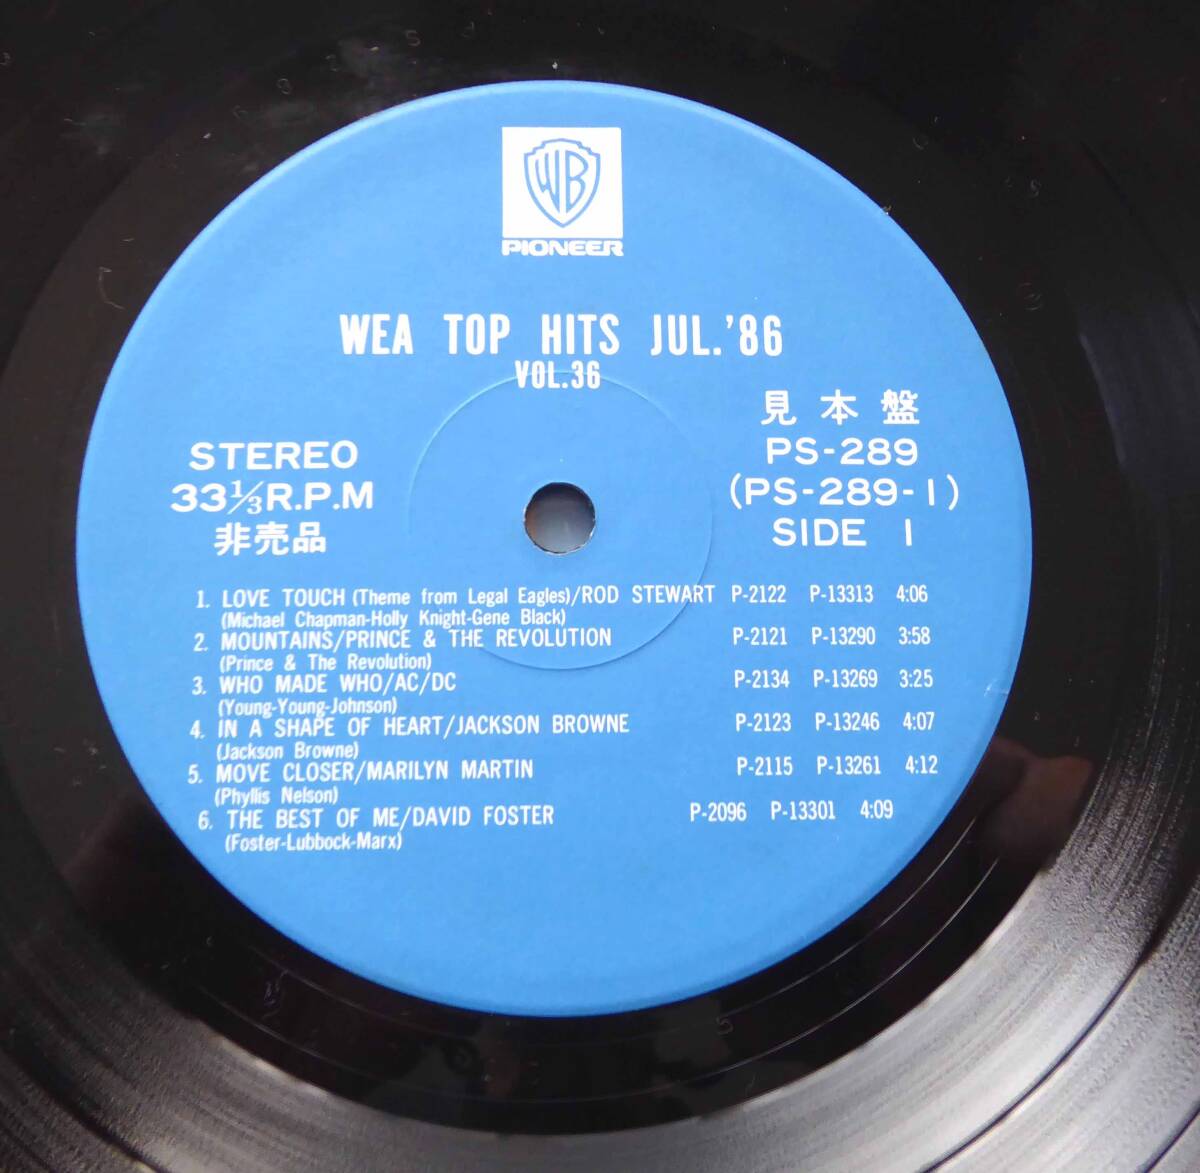 WB
PIONEER
WEA TOP HITS JUL.'86
VOL.36
STEREO
33⅓R.P.M
非売品
見本盤
PS-289
(PS-289-1)
SIDE 1
1. LOVE TOUCH (Theme from Legal Eagles)/ROD STEWART P-2122 P-13313 4:06
(Michael Chapman-Holly Knight-Gene Black)
2. MOUNTAINS/PRINCE & THE REVOLUTION P-2121 P-13290 3:58
(Prince & The Revolution)
3. WHO MADE WHO/AC/DC P-2134 P-13269 3:25
(Young-Young-Johnson)
4. IN A SHAPE OF HEART/JACKSON BROWNE P-2123 P-13246 4:07
(Jackson Browne)
5. MOVE CLOSER/MARILYN MARTIN P-2115 P-13261 4:12
(Phyllis Nelson)
6. THE BEST OF ME/DAVID FOSTER P-2096 P-13301 4:09
(Foster-Lubbock-Marx)